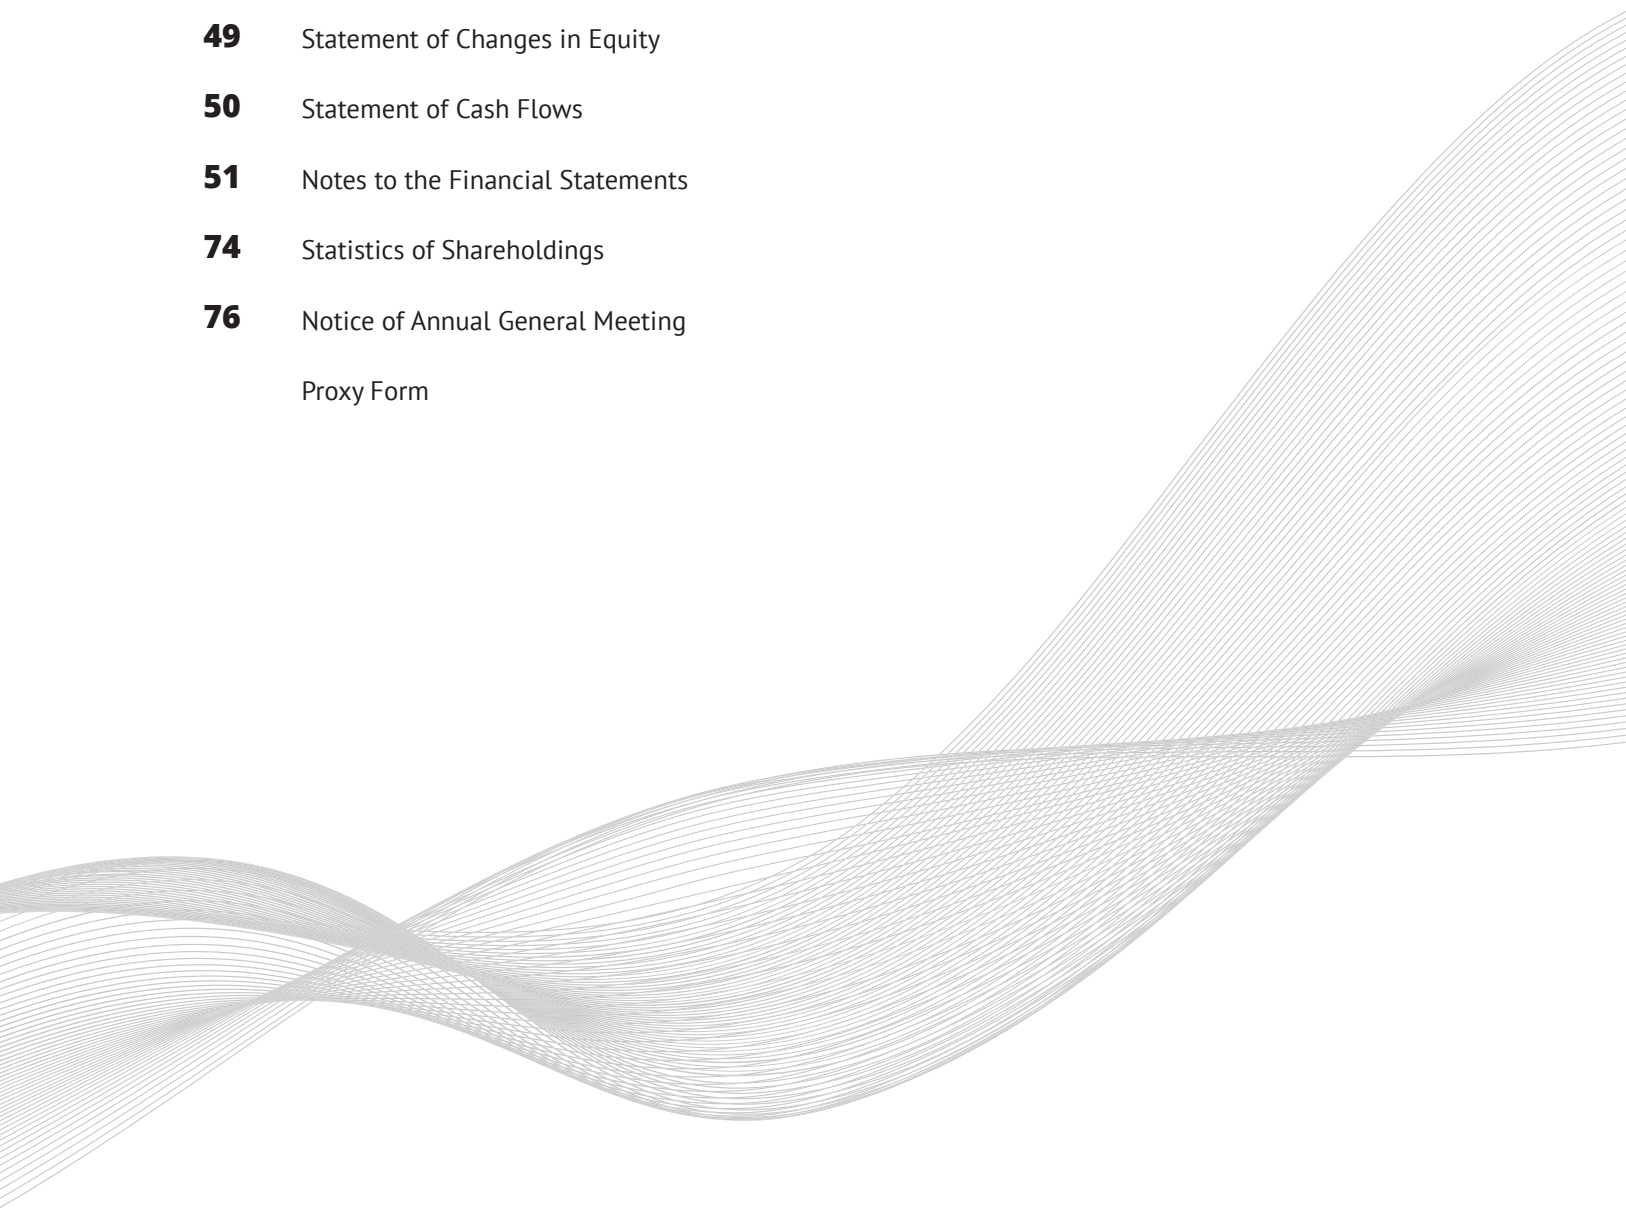 49 Statement of Changes in Equity
50 Statement of Cash Flows
51 Notes to the Financial Statements
74 Statistics of Shareholdings
76 Notice of Annual General Meeting
Proxy Form